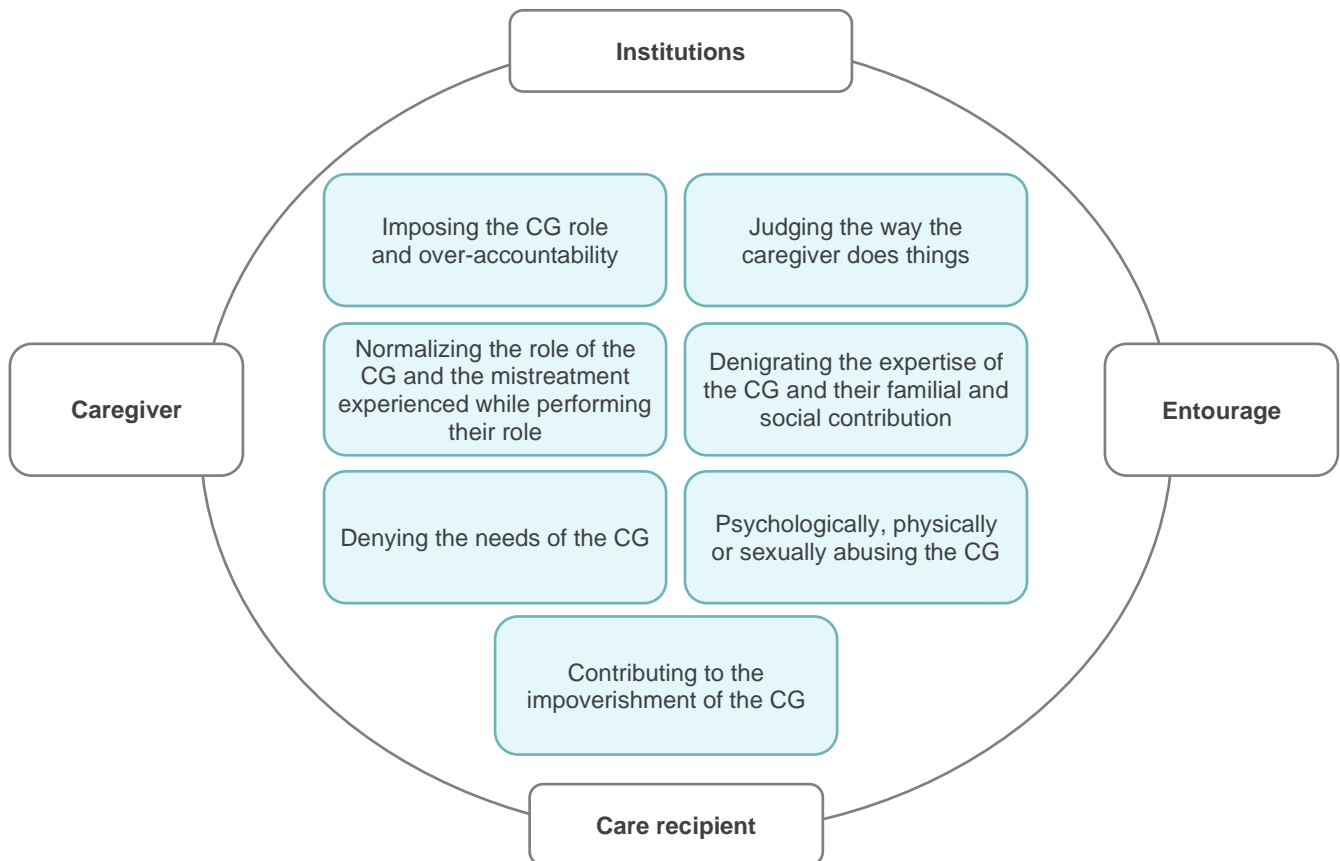 Institutions
Imposing the CG role
and over-accountability
Judging the way the
caregiver does things
Caregiver
Normalizing the role of the
CG and the mistreatment
experienced while performing
their role
Denigrating the expertise of
the CG and their familial and
social contribution
Entourage
Denying the needs of the CG
Psychologically, physically
or sexually abusing the CG
Contributing to the
impoverishment of the CG
Care recipient